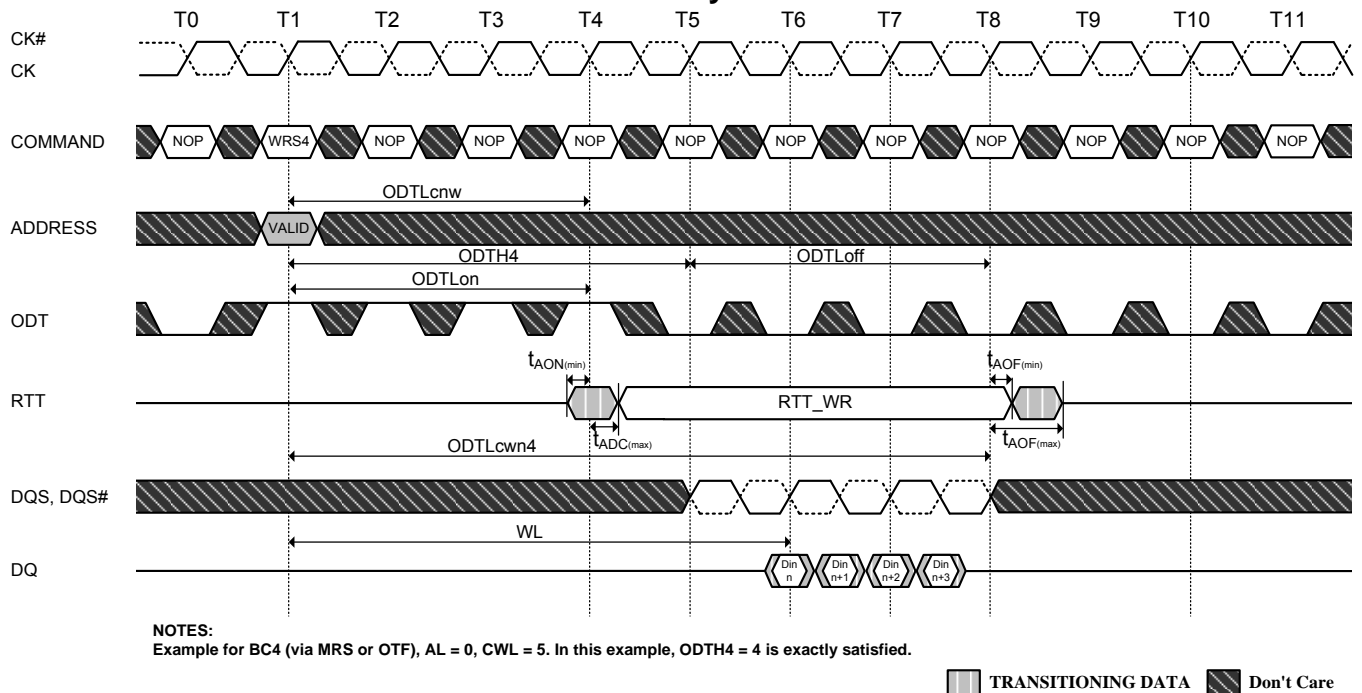 T0 T1 T2 T3 T4 T5 T6 T7 T8 T9 T10 T11
CK#
CK
COMMAND NOP WRS4 NOP NOP NOP NOP NOP NOP NOP NOP NOP NOP
ODTLcnw
ADDRESS VALID
ODTH4 ODTLoff
ODTLon
ODT
tAON(min) tAOF(min)
RTT RTT_WR
tADC(max) tAOF(max)
ODTLcwn4
DQS, DQS#
WL
DQ Din n Din n+1 Din n+2 Din n+3
NOTES:
Example for BC4 (via MRS or OTF), AL = 0, CWL = 5. In this example, ODTH4 = 4 is exactly satisfied.
TRANSITIONING DATA Don't Care